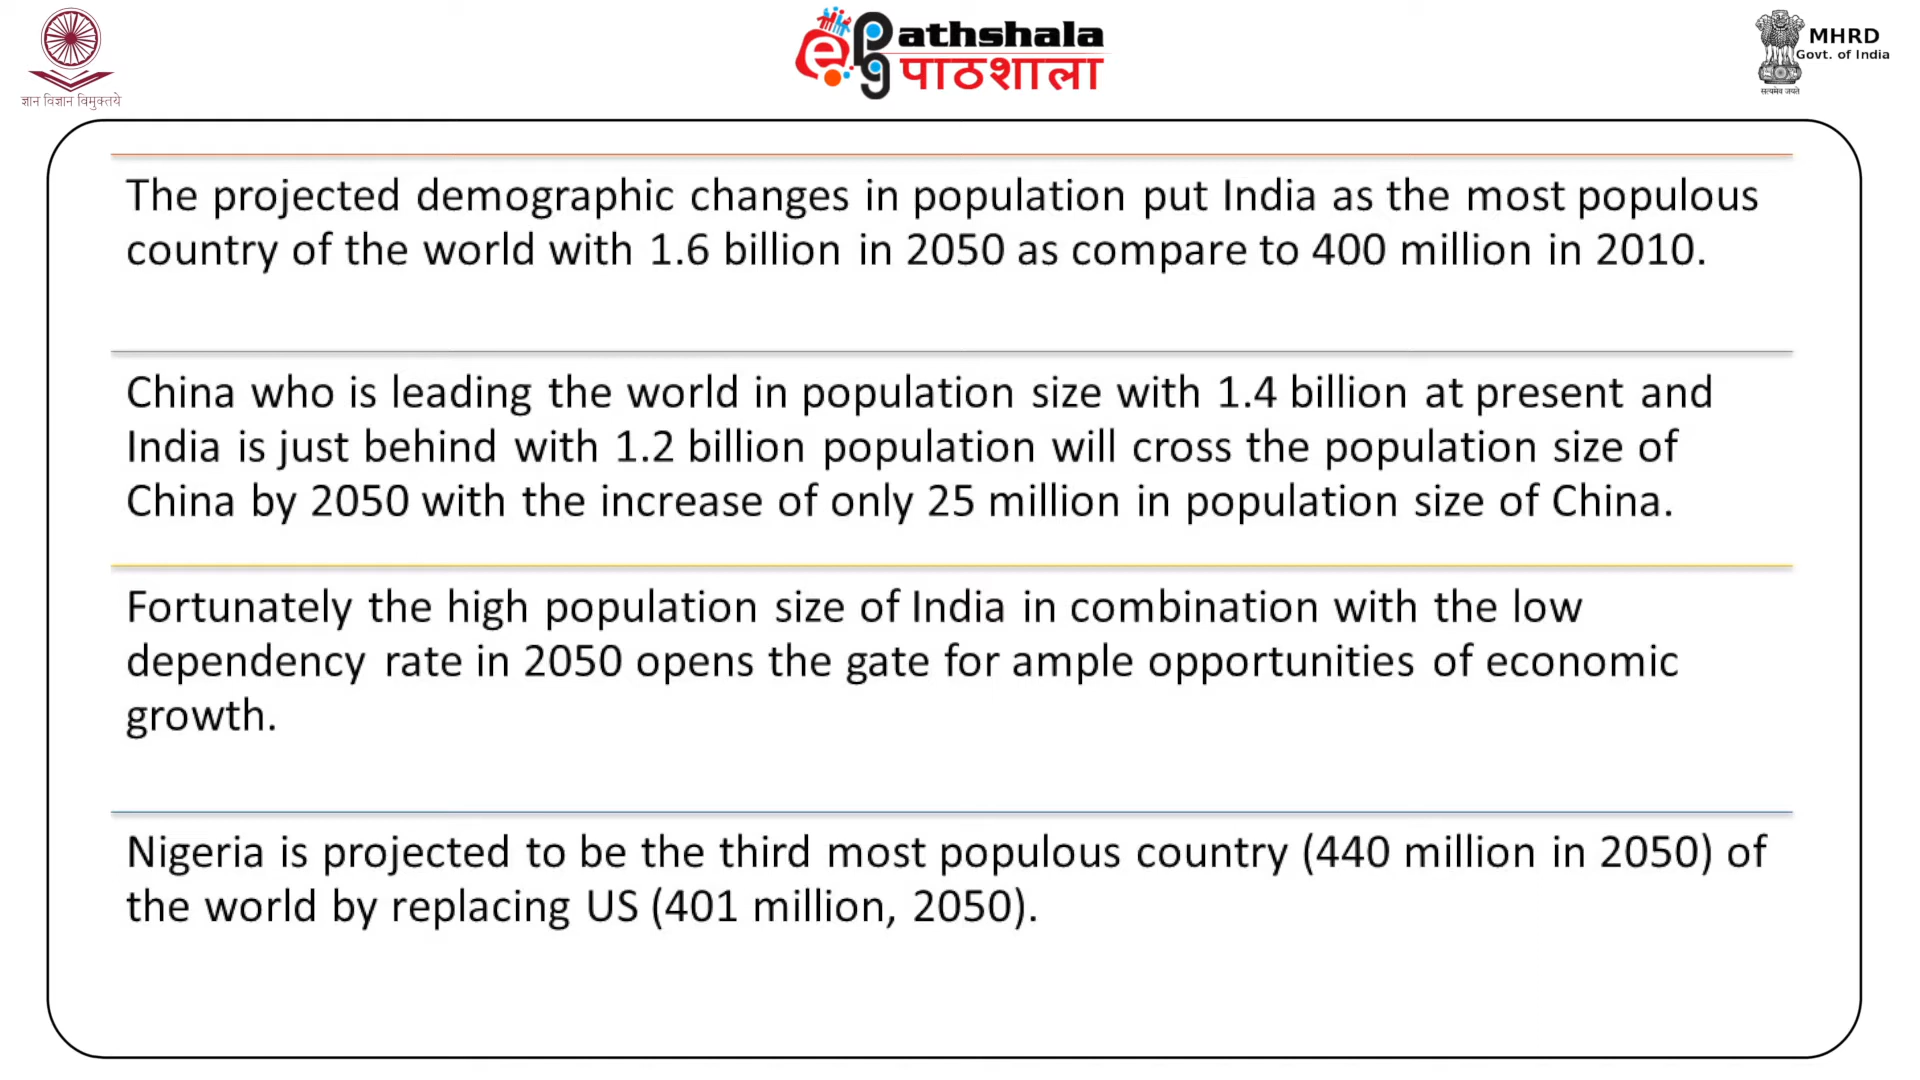 ज्ञान विज्ञान विमुक्तये
ePathshala
पाठशाला
MHRD
Govt. of India
सत्यमेव जयते
The projected demographic changes in population put India as the most populous
country of the world with 1.6 billion in 2050 as compare to 400 million in 2010.
China who is leading the world in population size with 1.4 billion at present and
India is just behind with 1.2 billion population will cross the population size of
China by 2050 with the increase of only 25 million in population size of China.
Fortunately the high population size of India in combination with the low
dependency rate in 2050 opens the gate for ample opportunities of economic
growth.
Nigeria is projected to be the third most populous country (440 million in 2050) of
the world by replacing US (401 million, 2050).